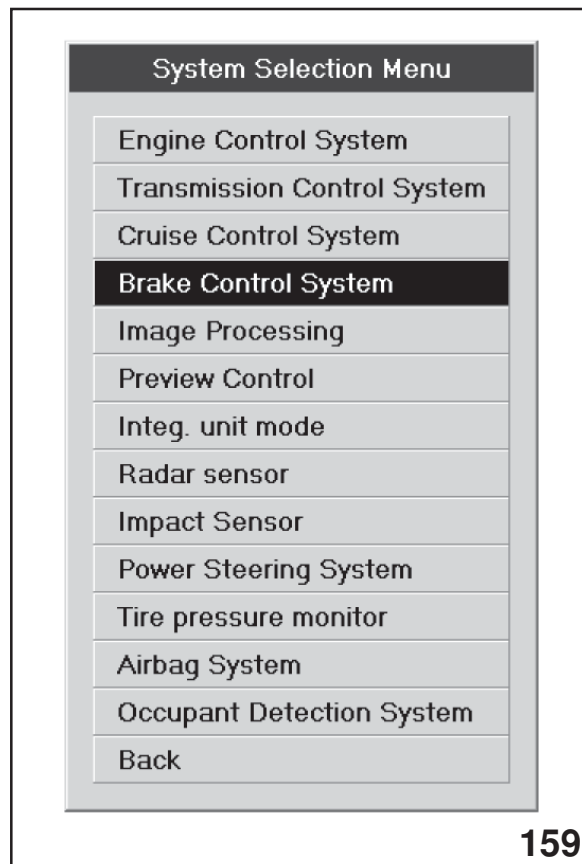 System Selection Menu
Engine Control System
Transmission Control System
Cruise Control System
Brake Control System
Image Processing
Preview Control
Integ. unit mode
Radar sensor
Impact Sensor
Power Steering System
Tire pressure monitor
Airbag System
Occupant Detection System
Back
159